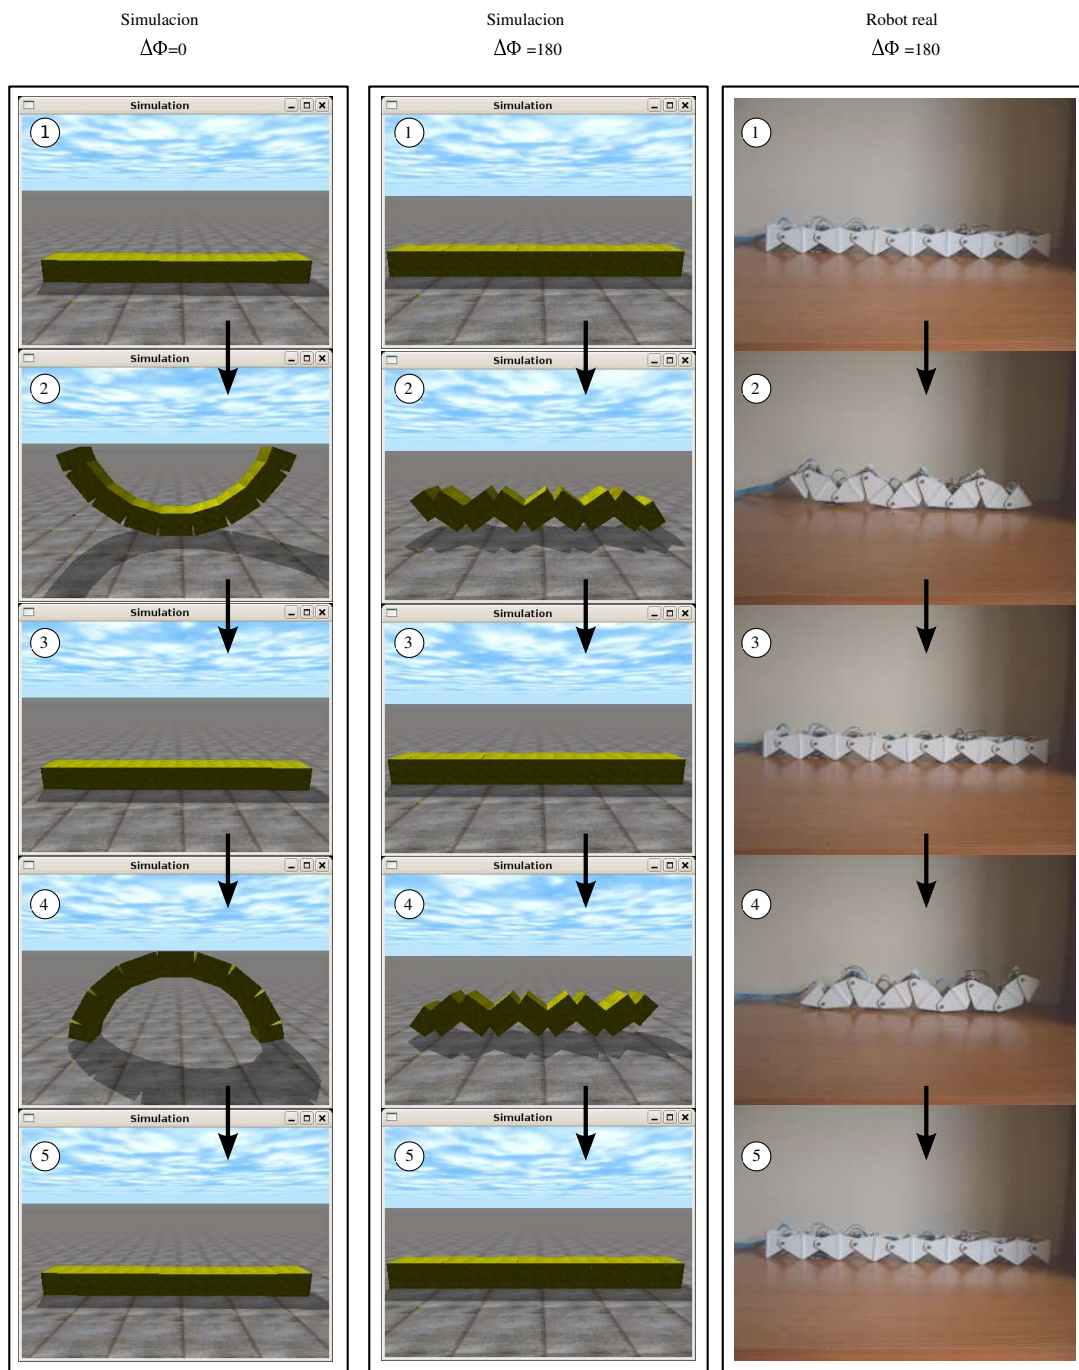 Simulacion
ΔΦ=0
Simulacion
ΔΦ =180
Robot real
ΔΦ =180
Simulation
1
Simulation
2
Simulation
3
Simulation
4
Simulation
5
Simulation
1
Simulation
2
Simulation
3
Simulation
4
Simulation
5
1
2
3
4
5